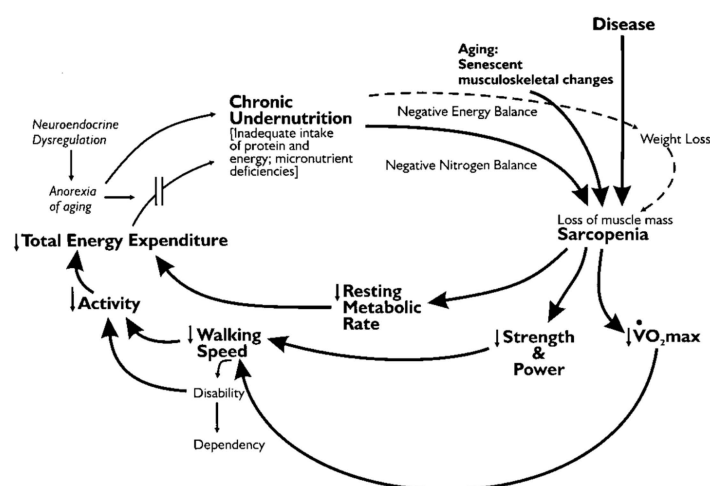 Disease
Aging:
Senescent
musculoskeletal changes
Chronic
Undernutrition
[Inadequate intake
of protein and
energy; micronutrient
deficiencies]
Negative Energy Balance
Neuroendocrine
Dysregulation
Weight Loss
Negative Nitrogen Balance
Anorexia
of aging
Loss of muscle mass
Sarcopenia
↓Total Energy Expenditure
↓Resting
Metabolic
Rate
↓Activity
↓Walking
Speed
↓Strength
&
Power
↓V̇O₂max
Disability
Dependency